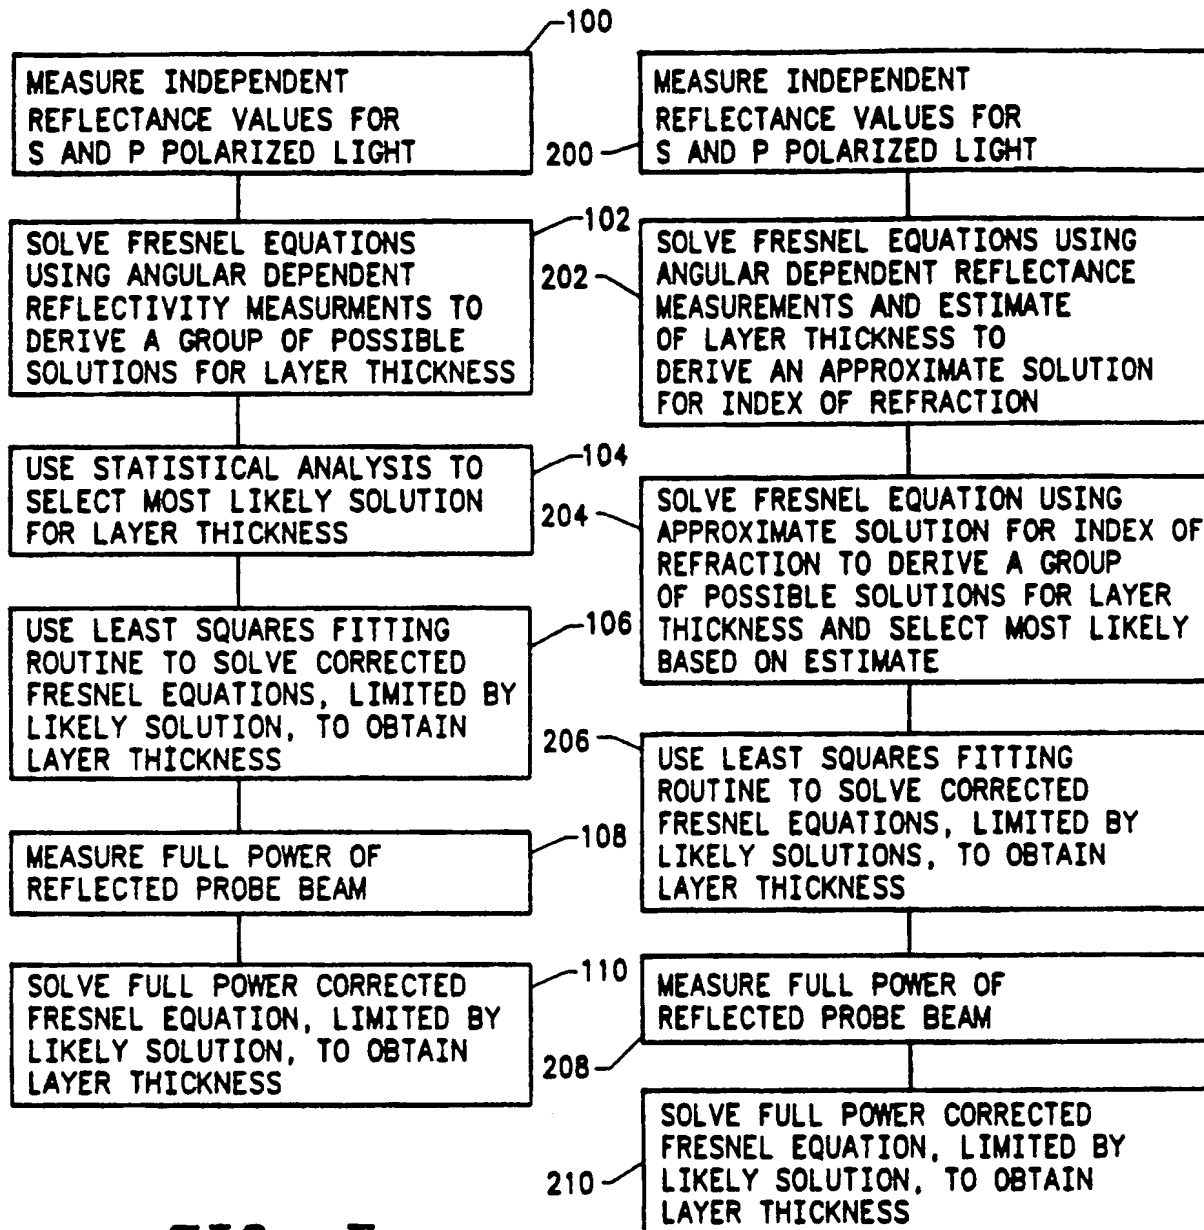 100
MEASURE INDEPENDENT
REFLECTANCE VALUES FOR
S AND P POLARIZED LIGHT
102
SOLVE FRESNEL EQUATIONS
USING ANGULAR DEPENDENT
REFLECTIVITY MEASURMENTS TO
DERIVE A GROUP OF POSSIBLE
SOLUTIONS FOR LAYER THICKNESS
104
USE STATISTICAL ANALYSIS TO
SELECT MOST LIKELY SOLUTION
FOR LAYER THICKNESS
106
USE LEAST SQUARES FITTING
ROUTINE TO SOLVE CORRECTED
FRESNEL EQUATIONS, LIMITED BY
LIKELY SOLUTION, TO OBTAIN
LAYER THICKNESS
108
MEASURE FULL POWER OF
REFLECTED PROBE BEAM
110
SOLVE FULL POWER CORRECTED
FRESNEL EQUATION, LIMITED BY
LIKELY SOLUTION, TO OBTAIN
LAYER THICKNESS
200
MEASURE INDEPENDENT
REFLECTANCE VALUES FOR
S AND P POLARIZED LIGHT
202
SOLVE FRESNEL EQUATIONS USING
ANGULAR DEPENDENT REFLECTANCE
MEASUREMENTS AND ESTIMATE
OF LAYER THICKNESS TO
DERIVE AN APPROXIMATE SOLUTION
FOR INDEX OF REFRACTION
204
SOLVE FRESNEL EQUATION USING
APPROXIMATE SOLUTION FOR INDEX OF
REFRACTION TO DERIVE A GROUP
OF POSSIBLE SOLUTIONS FOR LAYER
THICKNESS AND SELECT MOST LIKELY
BASED ON ESTIMATE
206
USE LEAST SQUARES FITTING
ROUTINE TO SOLVE CORRECTED
FRESNEL EQUATIONS, LIMITED BY
LIKELY SOLUTIONS, TO OBTAIN
LAYER THICKNESS
208
MEASURE FULL POWER OF
REFLECTED PROBE BEAM
210
SOLVE FULL POWER CORRECTED
FRESNEL EQUATION, LIMITED BY
LIKELY SOLUTION, TO OBTAIN
LAYER THICKNESS